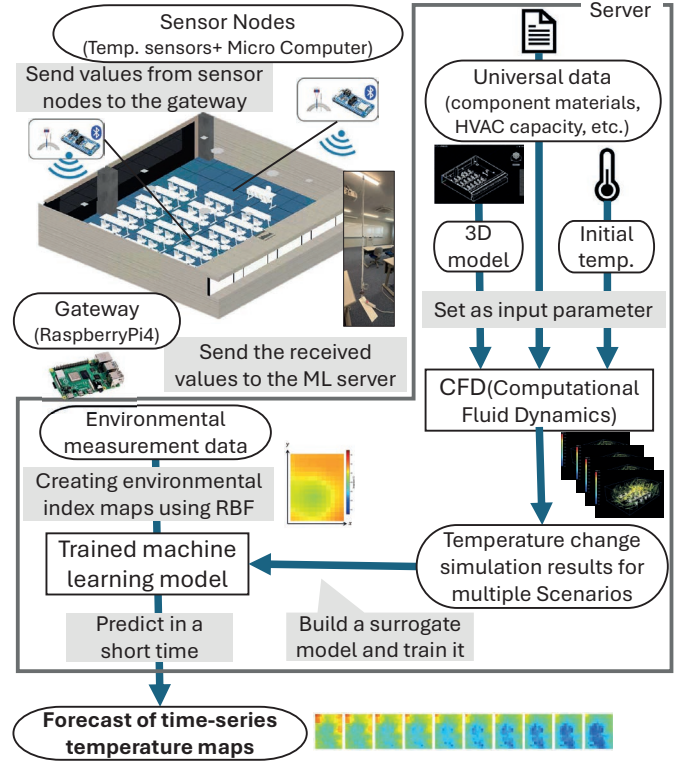 Sensor Nodes
(Temp. sensors+ Micro Computer)
Send values from sensor
nodes to the gateway
Gateway
(RaspberryPi4)
Send the received
values to the ML server
Server
Universal data
(component materials,
HVAC capacity, etc.)
3D
model
Initial
temp.
Set as input parameter
CFD(Computational
Fluid Dynamics)
Environmental
measurement data
Creating environmental
index maps using RBF
y
x
Trained machine
learning model
Temperature change
simulation results for
multiple Scenarios
Predict in a
short time
Build a surrogate
model and train it
Forecast of time-series
temperature maps